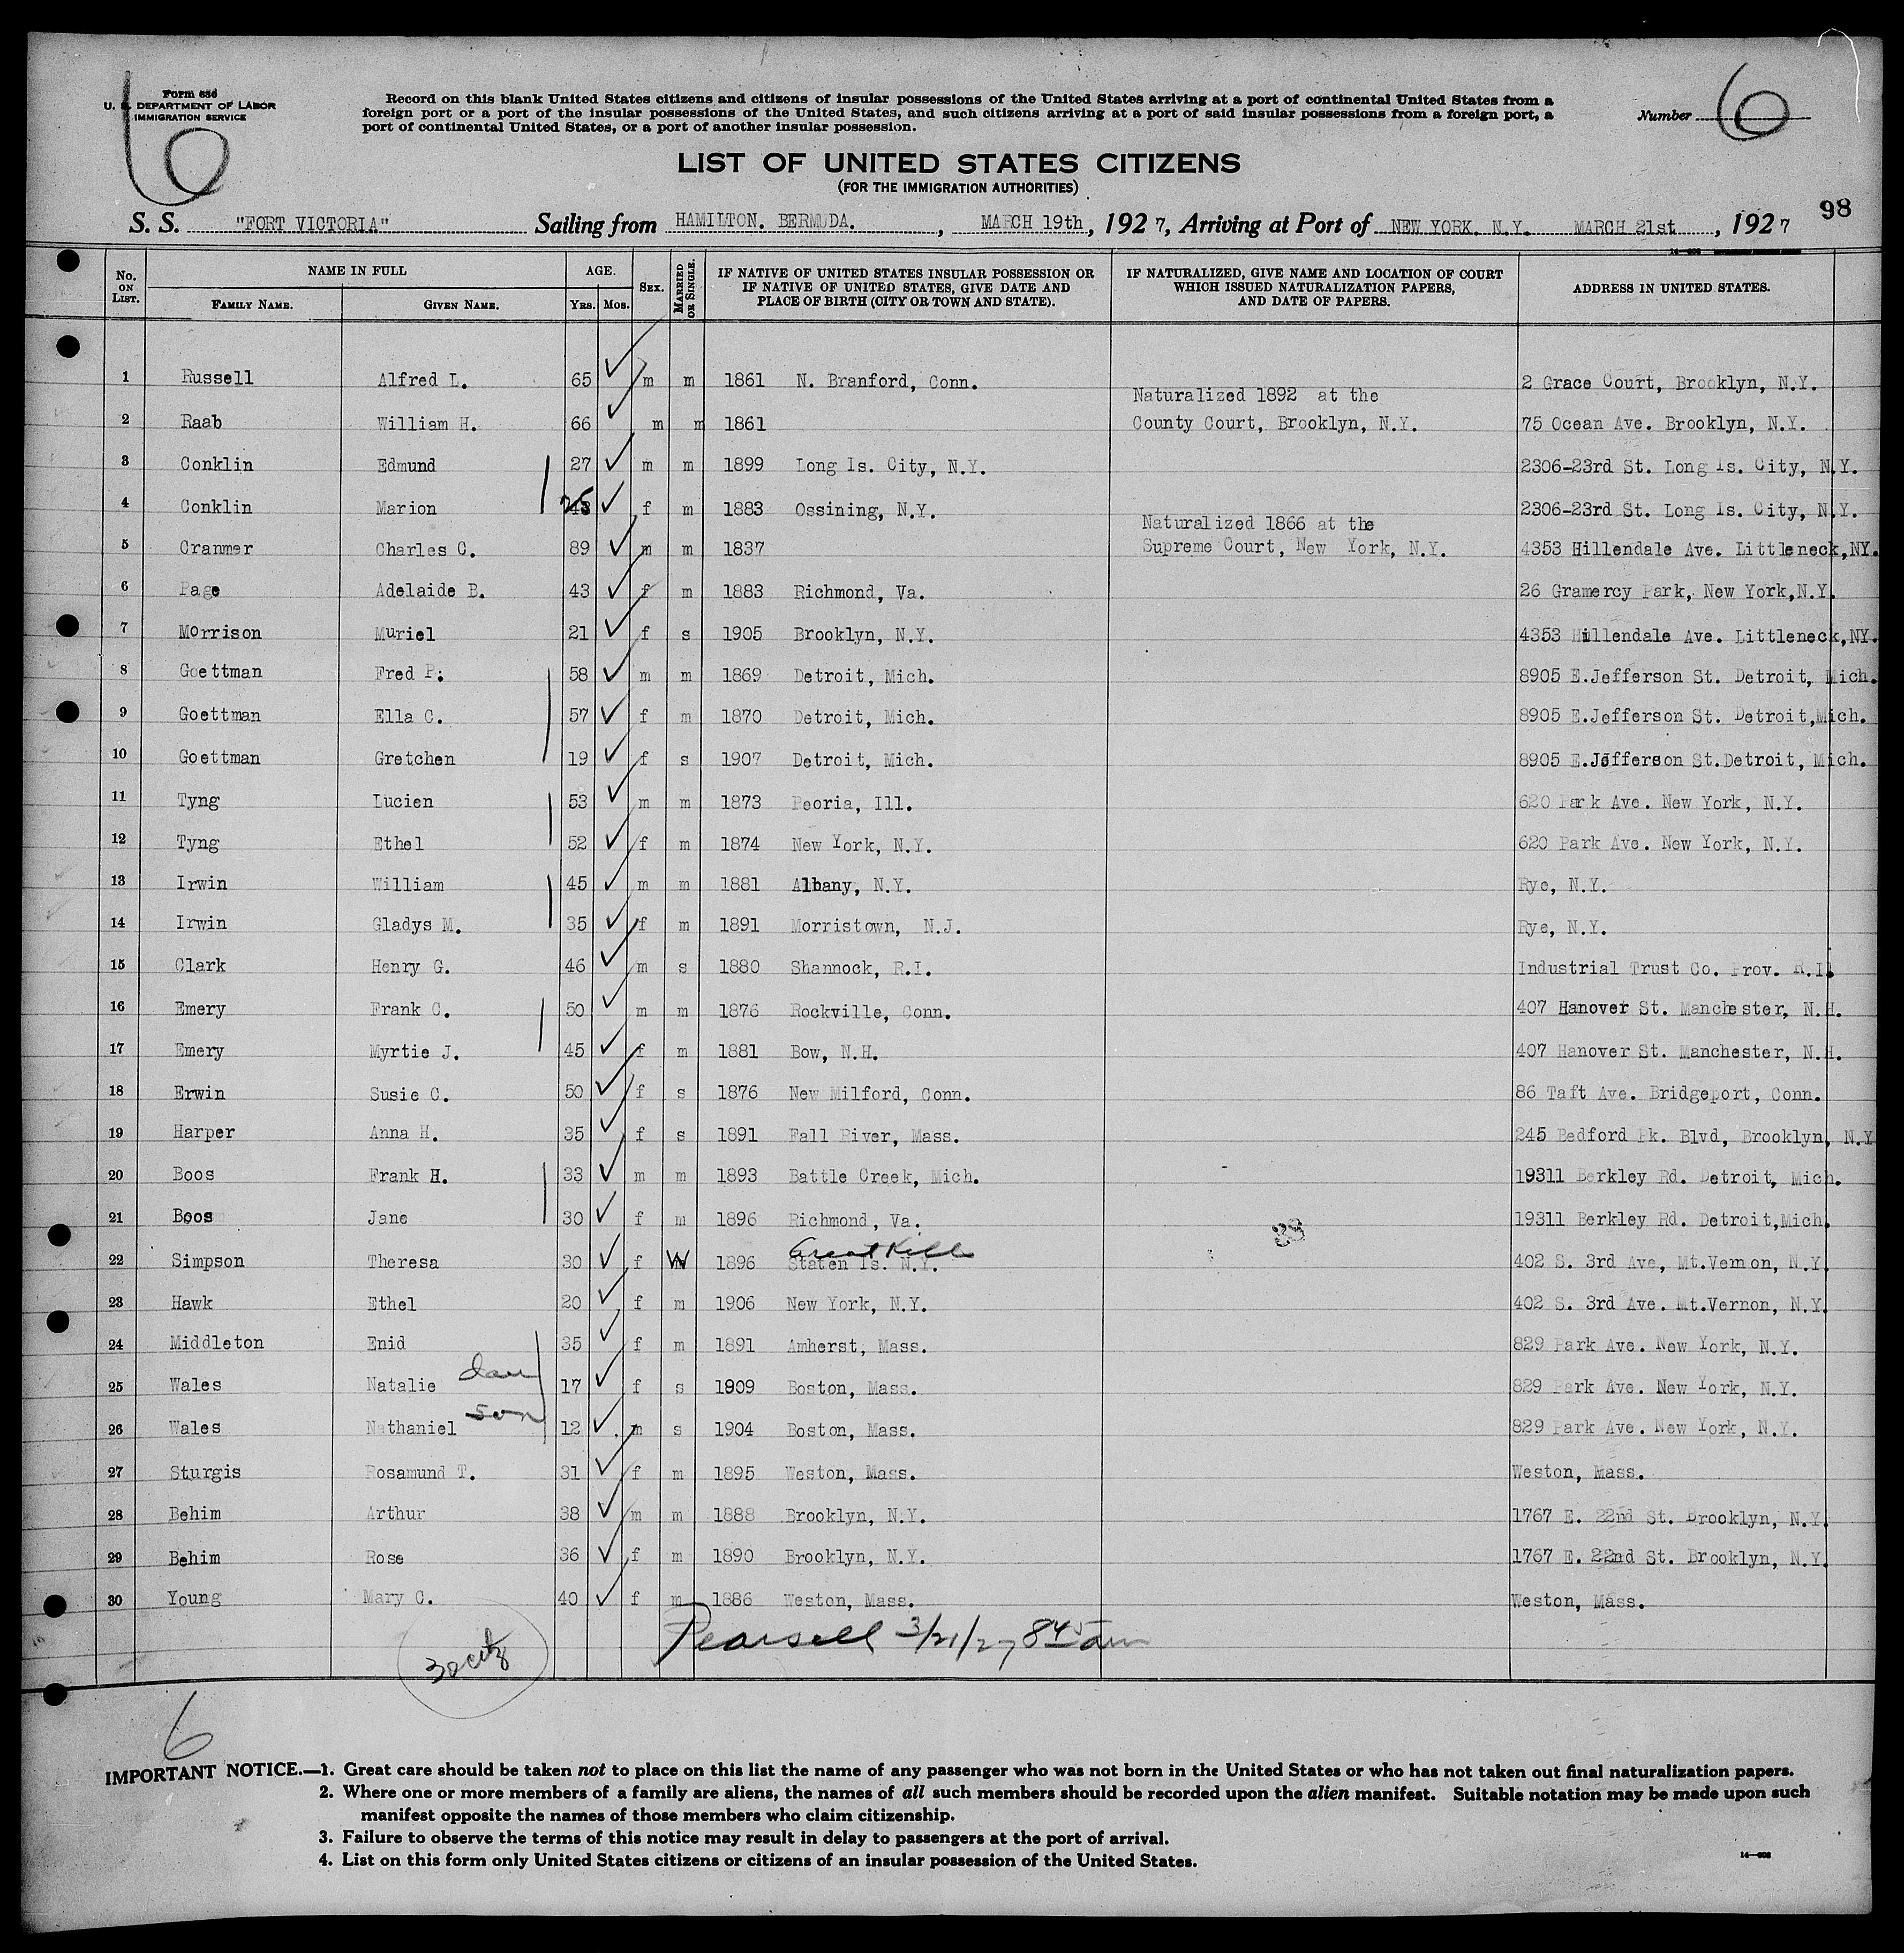 Form 630
U. S. DEPARTMENT OF LABOR
IMMIGRATION SERVICE
6
Record on this blank United States citizens and citizens of insular possessions of the United States arriving at a port of continental United States from a
foreign port or a port of the insular possessions of the United States, and such citizens arriving at a port of said insular possessions from a foreign port, a
port of continental United States, or a port of another insular possession.
Number 6
LIST OF UNITED STATES CITIZENS
(FOR THE IMMIGRATION AUTHORITIES)
98
S. S. "FORT VICTORIA" Sailing from HAMILTON. BERMUDA. , MARCH 19th, 1927, Arriving at Port of NEW YORK. N.Y. MARCH 21st , 1927
No. ON LIST. NAME IN FULL FAMILY NAME. GIVEN NAME. AGE. YRS. MOS. SEX. MARRIED OR SINGLE. IF NATIVE OF UNITED STATES INSULAR POSSESSION OR IF NATIVE OF UNITED STATES, GIVE DATE AND PLACE OF BIRTH (CITY OR TOWN AND STATE). IF NATURALIZED, GIVE NAME AND LOCATION OF COURT WHICH ISSUED NATURALIZATION PAPERS, AND DATE OF PAPERS. ADDRESS IN UNITED STATES.
1 Russell Alfred L. 65 m m 1861 N. Branford, Conn. 2 Grace Court, Brooklyn, N.Y.
Naturalized 1892 at the
2 Raab William H. 66 m m 1861 County Court, Brooklyn, N.Y. 75 Ocean Ave. Brooklyn, N.Y.
3 Conklin Edmund 27 m m 1899 Long Is. City, N.Y. 2306-23rd St. Long Is. City, N.Y.
4 Conklin Marion f m 1883 Ossining, N.Y. 2306-23rd St. Long Is. City, N.Y.
Naturalized 1866 at the
5 Cranmer Charles C. 89 m m 1837 Supreme Court, New York, N.Y. 4353 Hillendale Ave. Littleneck,NY.
6 Page Adelaide B. 43 f m 1883 Richmond, Va. 26 Gramercy Park, New York,N.Y.
7 Morrison Muriel 21 f s 1905 Brooklyn, N.Y. 4353 Hillendale Ave. Littleneck,NY.
8 Goettman Fred P. 58 m m 1869 Detroit, Mich. 8905 E.Jefferson St. Detroit, Mich.
9 Goettman Ella C. 57 f m 1870 Detroit, Mich. 8905 E.Jefferson St. Detroit,Mich.
10 Goettman Gretchen 19 f s 1907 Detroit, Mich. 8905 E.Jefferson St.Detroit, Mich.
11 Tyng Lucien 53 m m 1873 Peoria, Ill. 620 Park Ave. New York, N.Y.
12 Tyng Ethel 52 f m 1874 New York, N.Y. 620 Park Ave. New York, N.Y.
13 Irwin William 45 m m 1881 Albany, N.Y. Rye, N.Y.
14 Irwin Gladys M. 35 f m 1891 Morristown, N.J. Rye, N.Y.
15 Clark Henry G. 46 m s 1880 Shannock, R.I. Industrial Trust Co. Prov. R.I.
16 Emery Frank C. 50 m m 1876 Rockville, Conn. 407 Hanover St. Manchester, N.H.
17 Emery Myrtie J. 45 f m 1881 Bow, N.H. 407 Hanover St. Manchester, N.H.
18 Erwin Susie C. 50 f s 1876 New Milford, Conn. 86 Taft Ave. Bridgeport, Conn.
19 Harper Anna H. 35 f s 1891 Fall River, Mass. 245 Bedford Pk. Blvd, Brooklyn, N.Y
20 Boos Frank H. 33 m m 1893 Battle Creek, Mich. 19311 Berkley Rd. Detroit, Mich.
21 Boos Jane 30 f m 1896 Richmond, Va. 19311 Berkley Rd. Detroit,Mich.
88
Great Kills
22 Simpson Theresa 30 f W 1896 Staten Is. N.Y. 402 S. 3rd Ave, Mt.Vernon, N.Y.
23 Hawk Ethel 20 f m 1906 New York, N.Y. 402 S. 3rd Ave. Mt.Vernon, N.Y.
24 Middleton Enid 35 f m 1891 Amherst, Mass. 829 Park Ave. New York, N.Y.
25 Wales Natalie dau 17 f s 1909 Boston, Mass. 829 Park Ave. New York, N.Y.
26 Wales Nathaniel son 12 m s 1904 Boston, Mass. 829 Park Ave. New York, N.Y.
27 Sturgis Rosamund T. 31 f m 1895 Weston, Mass. Weston, Mass.
28 Behim Arthur 38 m m 1888 Brooklyn, N.Y. 1767 E. 22nd St. Brooklyn, N.Y.
29 Behim Rose 36 f m 1890 Brooklyn, N.Y. 1767 E. 22nd St. Brooklyn, N.Y.
30 Young Mary C. 40 f m 1886 Weston, Mass. Weston, Mass.
Pearsell 3/21/27 845 am
30 citz
6
IMPORTANT NOTICE.—1. Great care should be taken not to place on this list the name of any passenger who was not born in the United States or who has not taken out final naturalization papers.
2. Where one or more members of a family are aliens, the names of all such members should be recorded upon the alien manifest. Suitable notation may be made upon such
manifest opposite the names of those members who claim citizenship.
3. Failure to observe the terms of this notice may result in delay to passengers at the port of arrival.
4. List on this form only United States citizens or citizens of an insular possession of the United States.